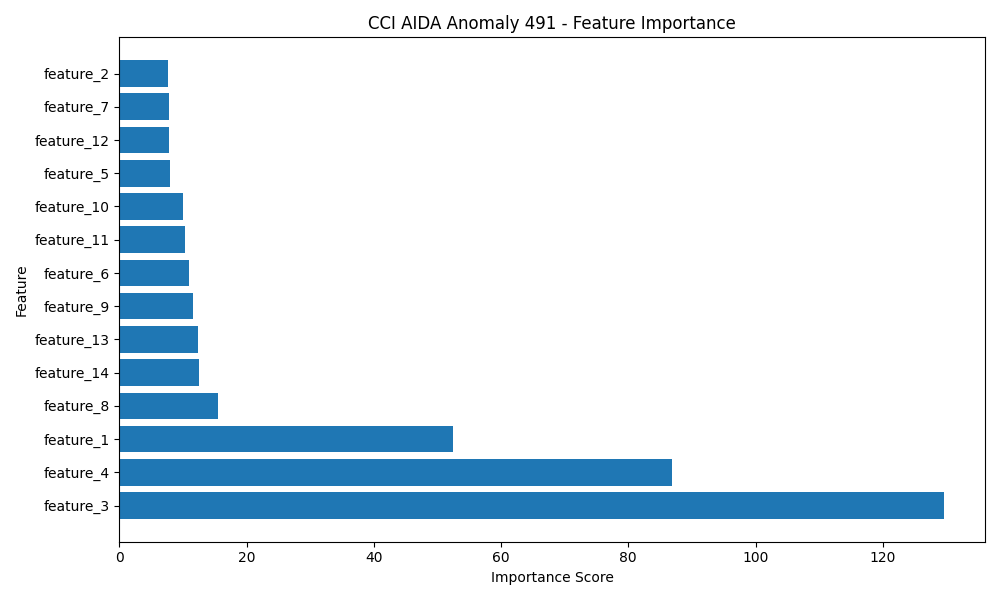 CCI AIDA Anomaly 491 - Feature Importance
Feature
feature_2
feature_7
feature_12
feature_5
feature_10
feature_11
feature_6
feature_9
feature_13
feature_14
feature_8
feature_1
feature_4
feature_3
0 20 40 60 80 100 120
Importance Score